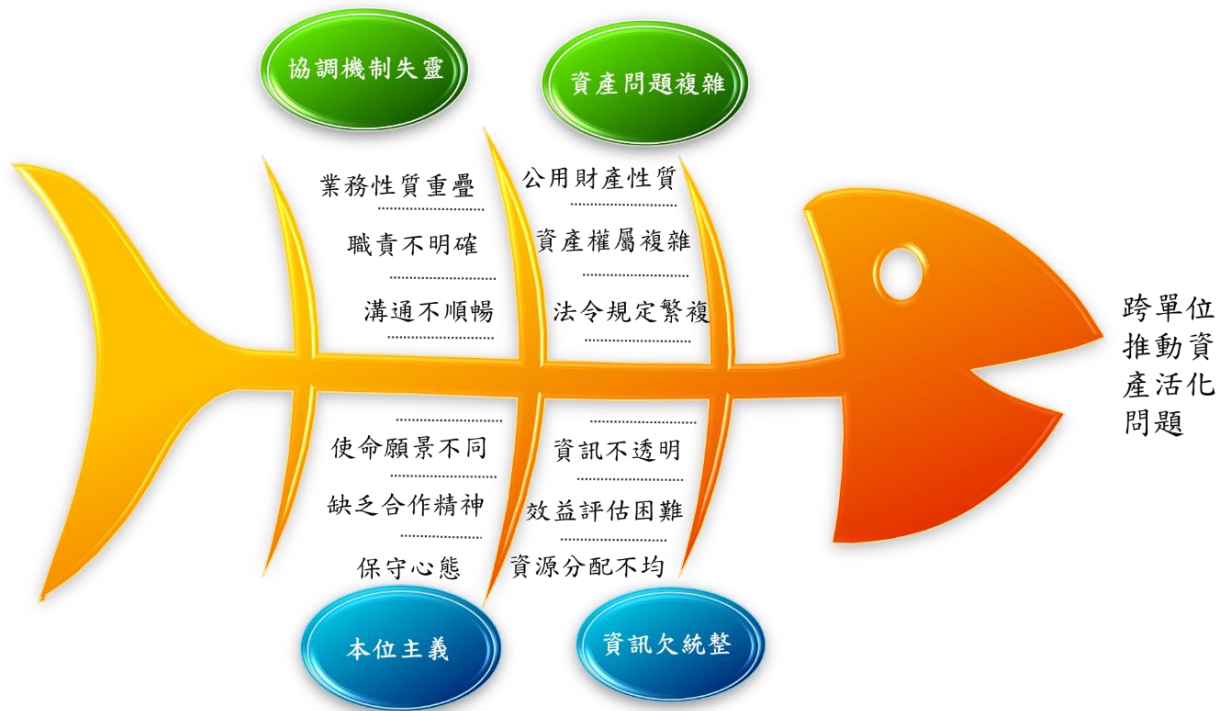 協調機制失靈
資產問題複雜
業務性質重疊
職責不明確
溝通不順暢
公用財產性質
資產權屬複雜
法令規定繁複
跨單位
推動資
產活化
問題
使命願景不同
缺乏合作精神
保守心態
資訊不透明
效益評估困難
資源分配不均
本位主義
資訊欠統整